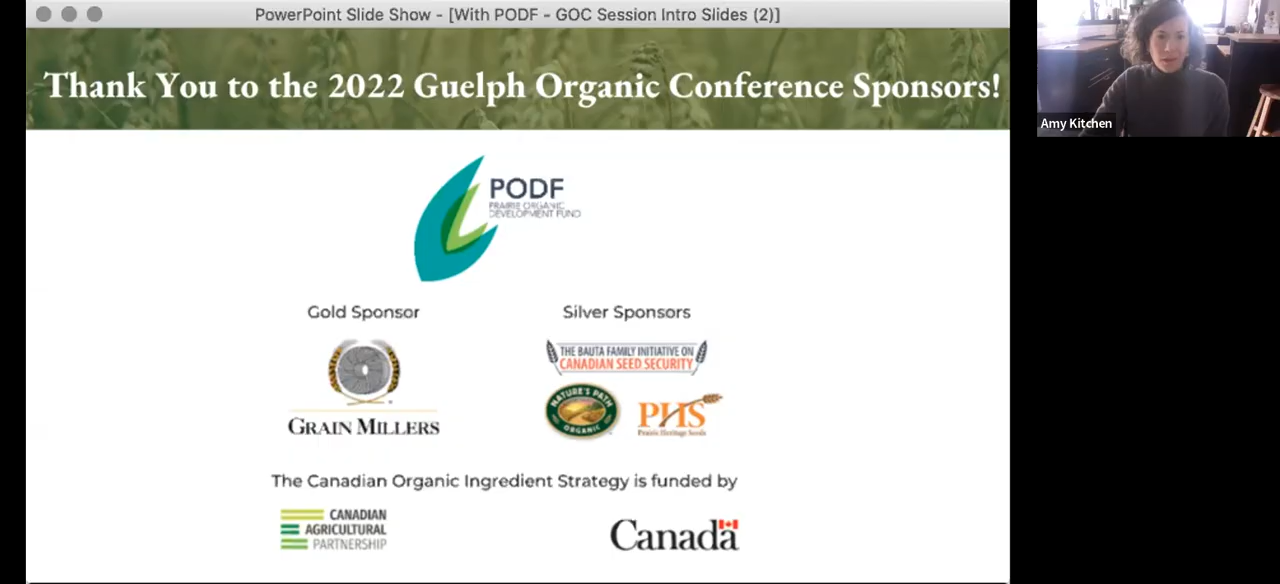 PowerPoint Slide Show - [With PODF - GOC Session Intro Slides (2)]
Thank You to the 2022 Guelph Organic Conference Sponsors!
Amy Kitchen
PODF
PRAIRIE ORGANIC
DEVELOPMENT FUND
Gold Sponsor
Silver Sponsors
THE BAUTA FAMILY INITIATIVE ON
CANADIAN SEED SECURITY
NATURE'S PATH
ORGANIC
PHS
Prairie Heritage Seeds
GRAIN MILLERS
The Canadian Organic Ingredient Strategy is funded by
CANADIAN
AGRICULTURAL
PARTNERSHIP
Canada